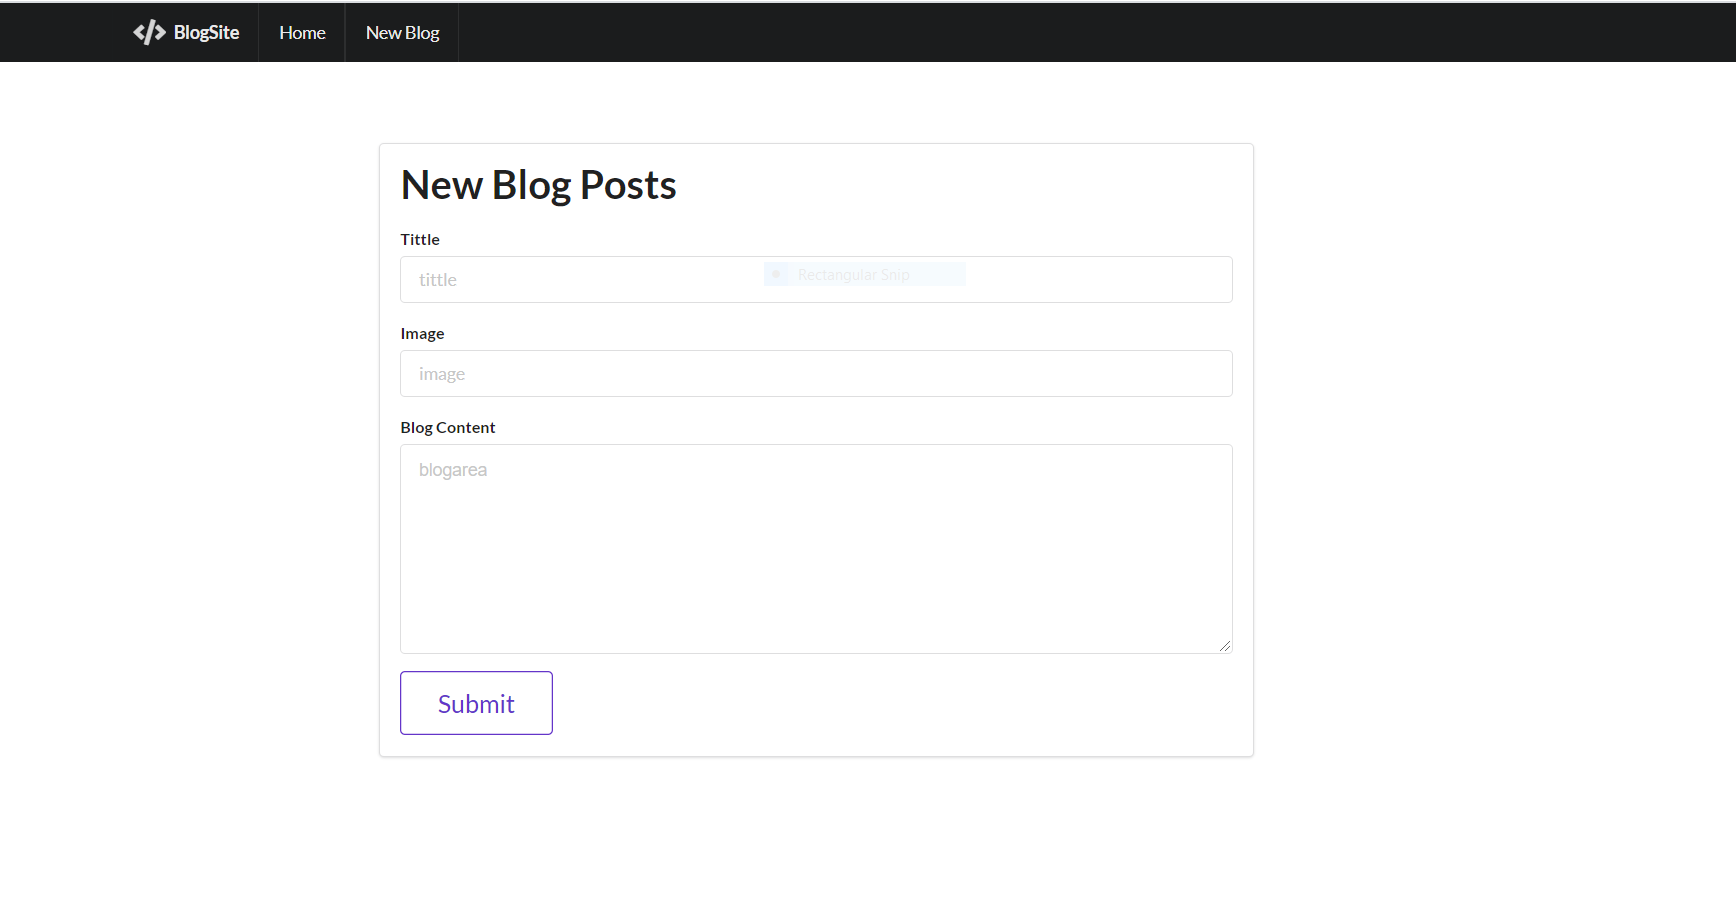 BlogSite
Home
New Blog
New Blog Posts
Tittle
tittle
Rectangular Snip
Image
image
Blog Content
blogarea
Submit